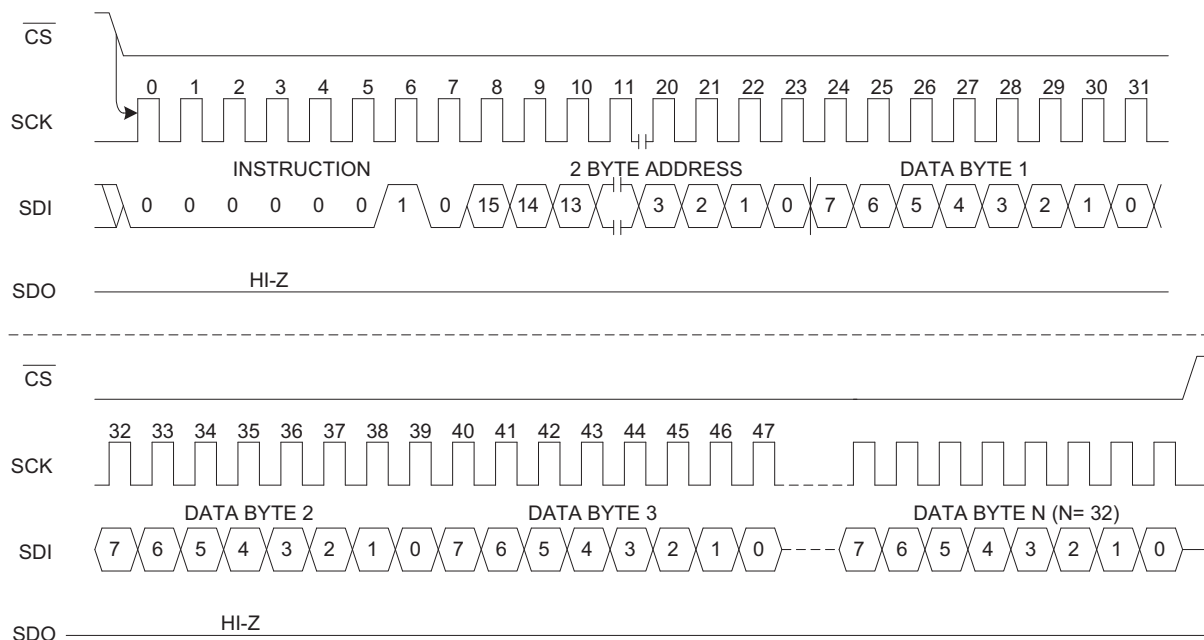 CS
0 1 2 3 4 5 6 7 8 9 10 11 20 21 22 23 24 25 26 27 28 29 30 31
SCK
INSTRUCTION 2 BYTE ADDRESS DATA BYTE 1
SDI 0 0 0 0 0 0 1 0 15 14 13 3 2 1 0 7 6 5 4 3 2 1 0
HI-Z
SDO
CS
32 33 34 35 36 37 38 39 40 41 42 43 44 45 46 47
SCK
DATA BYTE 2 DATA BYTE 3 DATA BYTE N (N= 32)
SDI 7 6 5 4 3 2 1 0 7 6 5 4 3 2 1 0 7 6 5 4 3 2 1 0
HI-Z
SDO